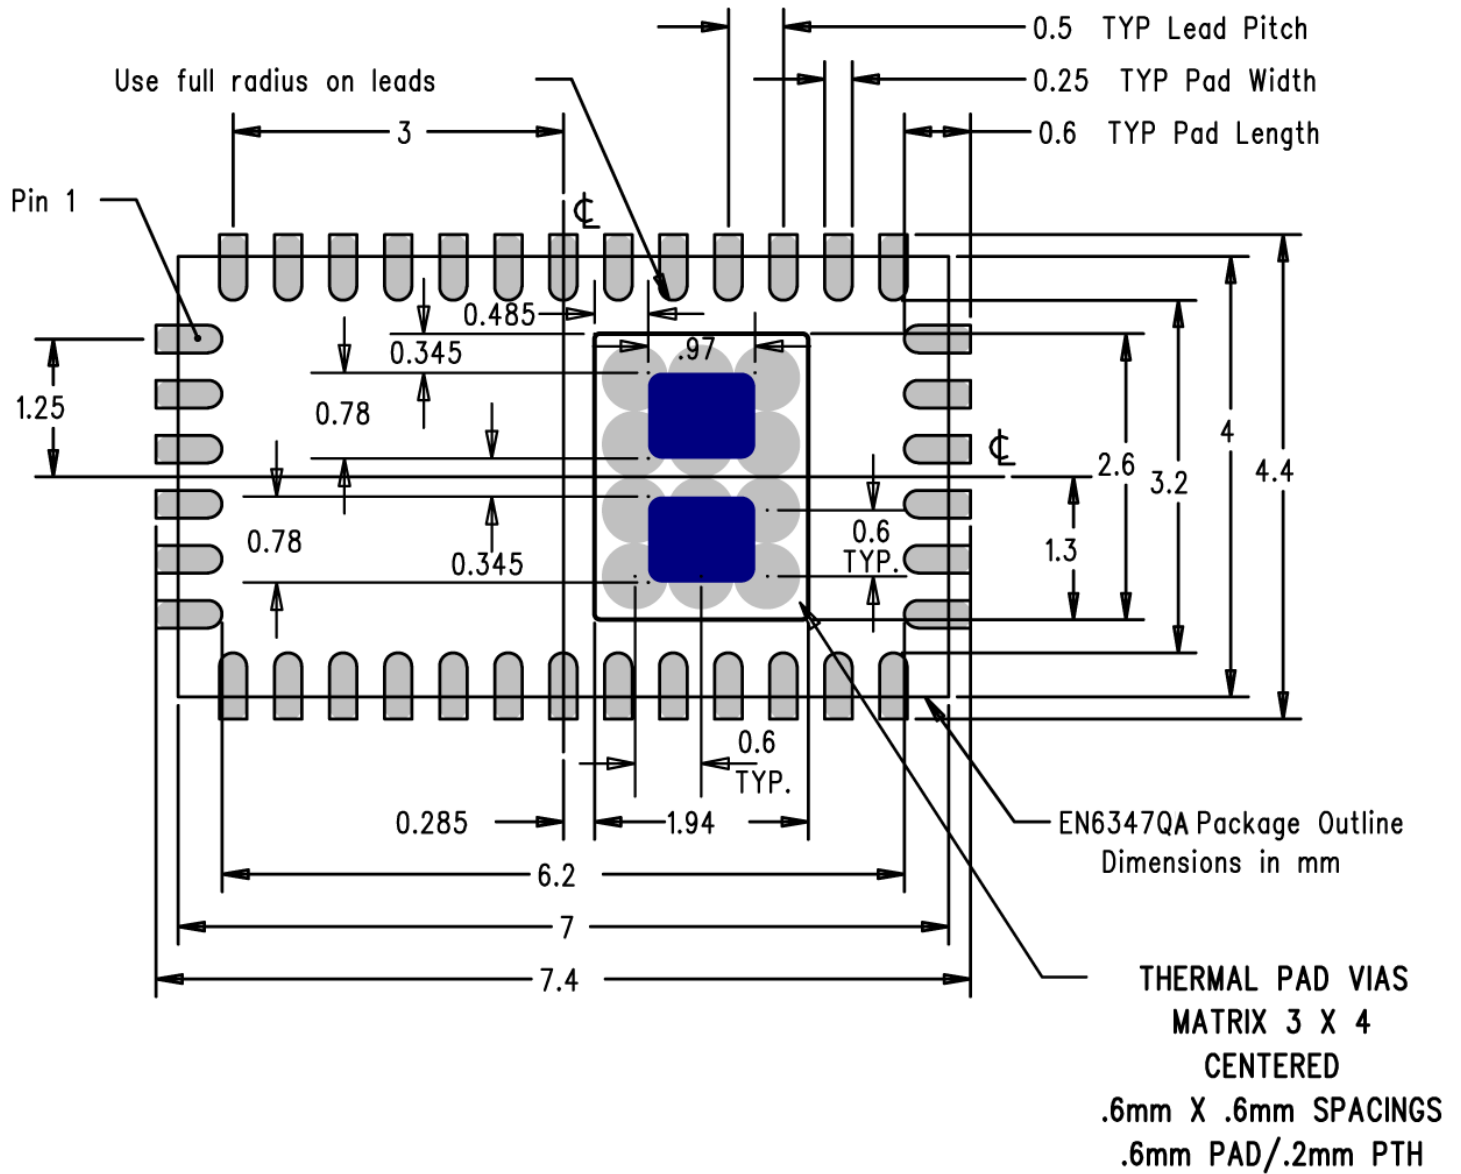 0.5 TYP Lead Pitch
Use full radius on leads
0.25 TYP Pad Width
3
0.6 TYP Pad Length
Pin 1
℄
0.485
0.345
.97
1.25
0.78
4
℄
2.6
3.2
4.4
0.78
0.6
TYP.
1.3
0.345
0.6
TYP.
0.285
1.94
EN6347QA Package Outline
Dimensions in mm
6.2
7
7.4
THERMAL PAD VIAS
MATRIX 3 X 4
CENTERED
.6mm X .6mm SPACINGS
.6mm PAD/.2mm PTH